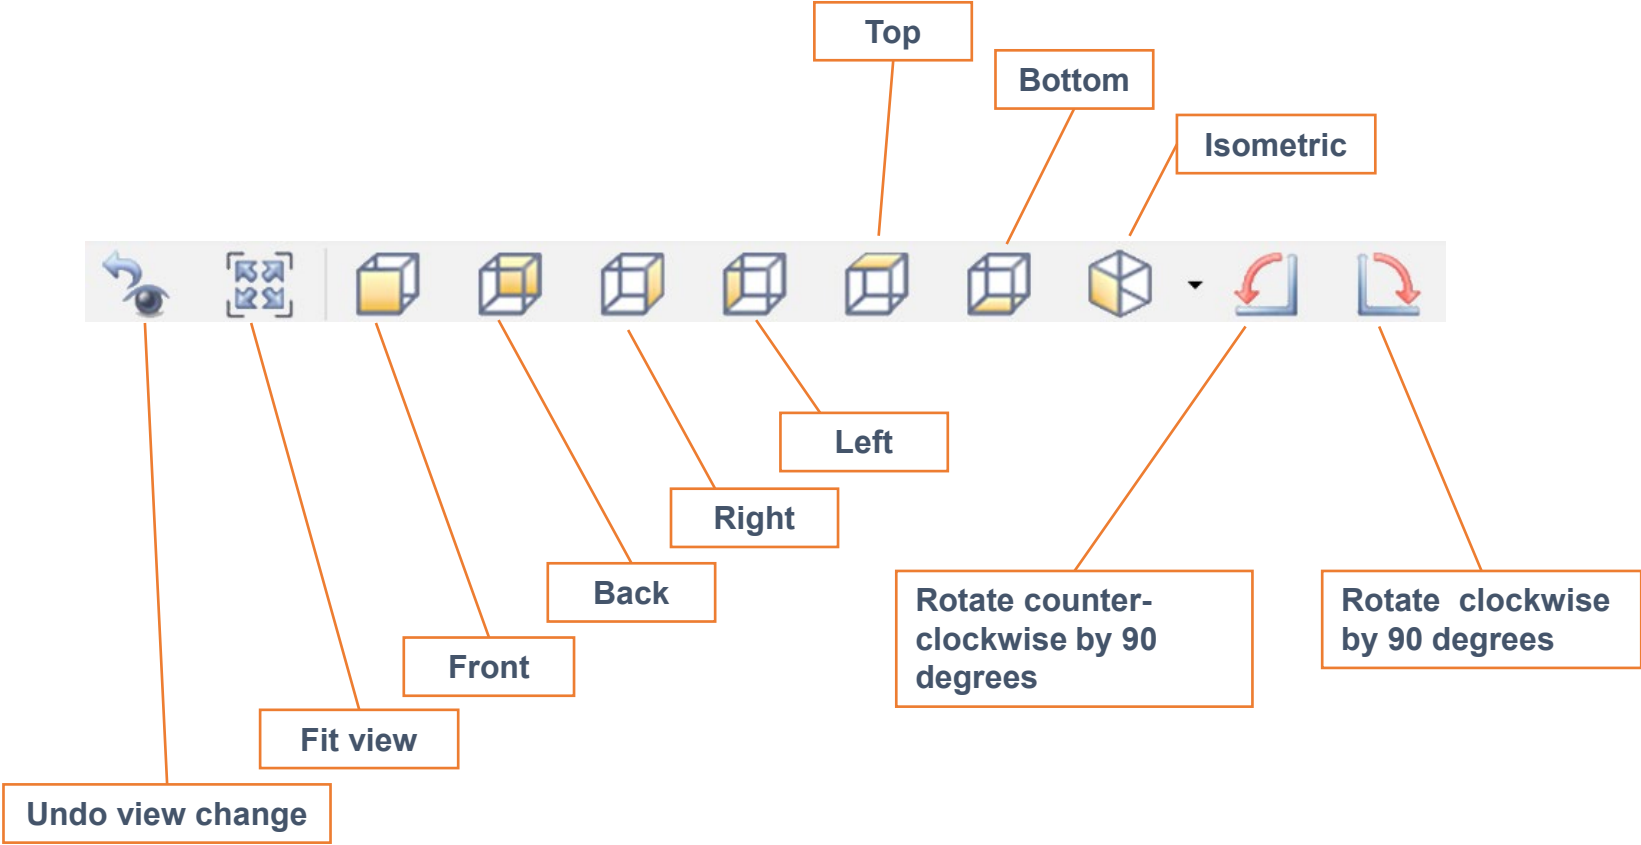 Top
Bottom
Isometric
Left
Right
Back
Front
Fit view
Undo view change
Rotate counter-
clockwise by 90
degrees
Rotate  clockwise
by 90 degrees